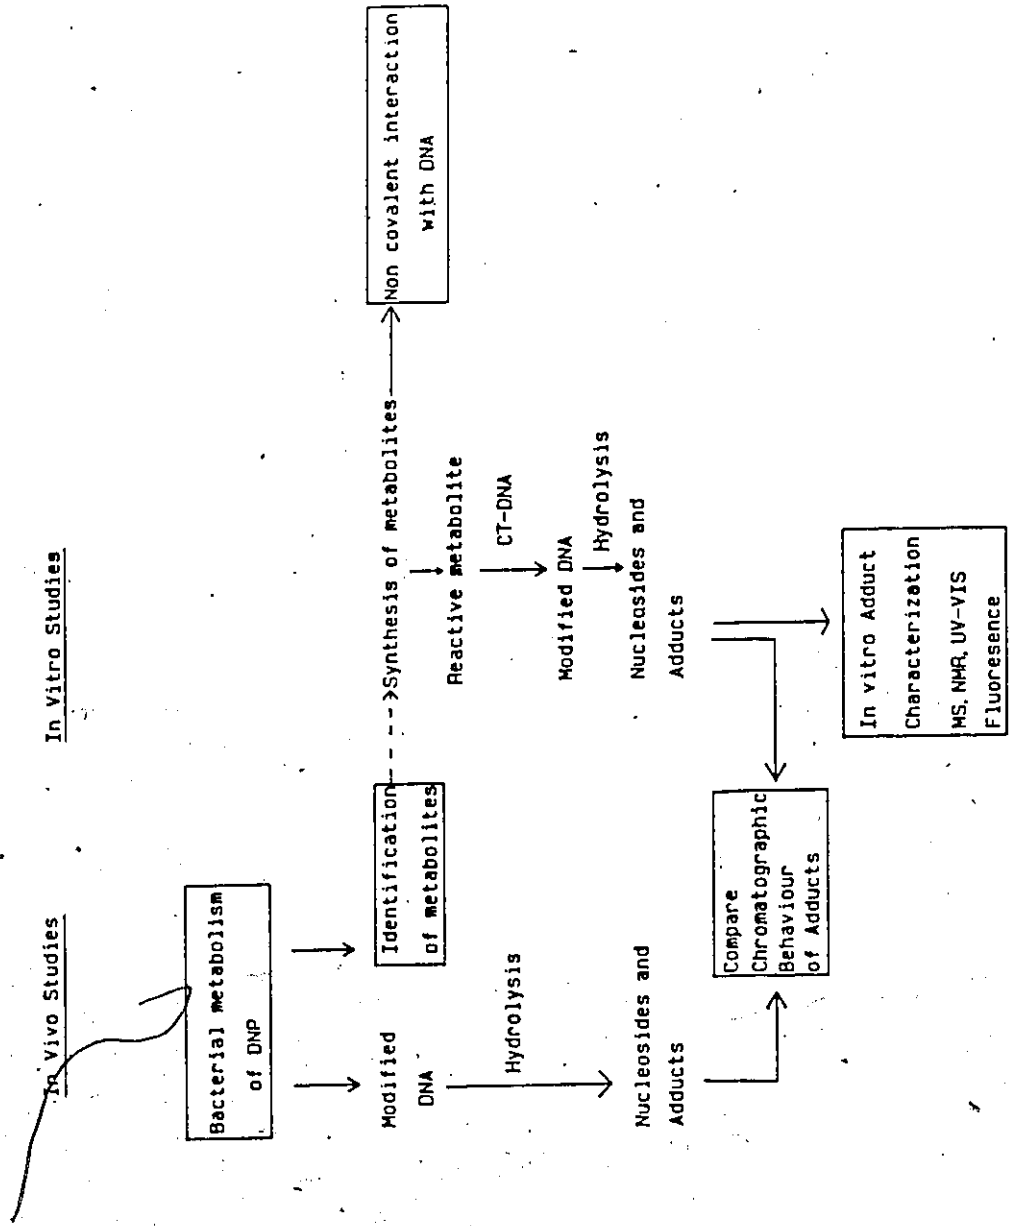 In Vivo Studies
In Vitro Studies
Bacterial metabolism
of DNP
Modified
DNA
Identification
of metabolites
-->Synthesis of metabolites
Non covalent interaction
with DNA
Hydrolysis
Reactive metabolite
CT-DNA
Modified DNA
Hydrolysis
Nucleosides and
Adducts
Nucleosides and
Adducts
Compare
Chromatographic
Behaviour
of Adducts
In vitro Adduct
Characterization
MS, NMR, UV-VIS
Fluoresence